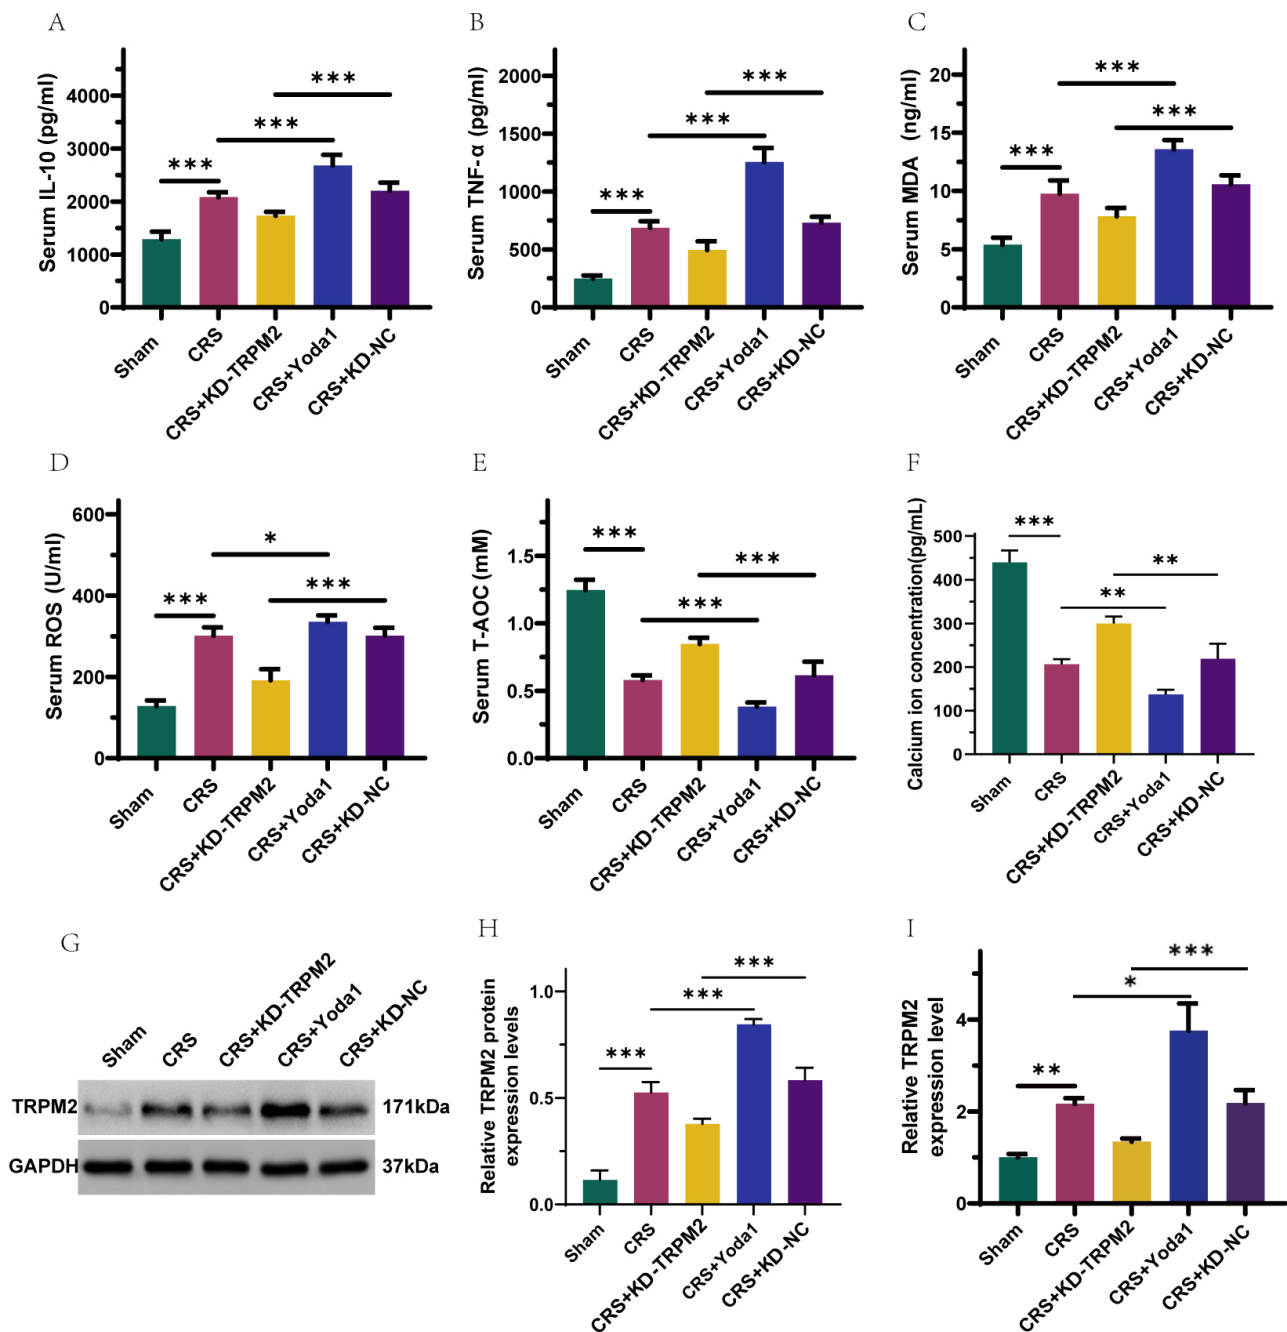 A
Serum IL-10 (pg/ml)
4000
3000
2000
1000
0
***
***
***
Sham
CRS
CRS+KD-TRPM2
CRS+Yoda1
CRS+KD-NC
B
Serum TNF-α (pg/ml)
2000
1500
1000
500
0
***
***
***
Sham
CRS
CRS+KD-TRPM2
CRS+Yoda1
CRS+KD-NC
C
Serum MDA (ng/ml)
20
15
10
5
0
***
***
***
Sham
CRS
CRS+KD-TRPM2
CRS+Yoda1
CRS+KD-NC
D
Serum ROS (U/ml)
600
400
200
0
*
***
***
Sham
CRS
CRS+KD-TRPM2
CRS+Yoda1
CRS+KD-NC
E
Serum T-AOC (mM)
1.5
1.0
0.5
0.0
***
***
***
Sham
CRS
CRS+KD-TRPM2
CRS+Yoda1
CRS+KD-NC
F
Calcium ion concentration(pg/mL)
500
400
300
200
100
0
***
**
**
Sham
CRS
CRS+KD-TRPM2
CRS+Yoda1
CRS+KD-NC
G
Sham
CRS
CRS+KD-TRPM2
CRS+Yoda1
CRS+KD-NC
TRPM2 171kDa
GAPDH 37kDa
H
Relative TRPM2 protein
expression levels
1.0
0.5
0.0
***
***
***
Sham
CRS
CRS+KD-TRPM2
CRS+Yoda1
CRS+KD-NC
I
Relative TRPM2
expression level
4
2
0
***
*
**
Sham
CRS
CRS+KD-TRPM2
CRS+Yoda1
CRS+KD-NC